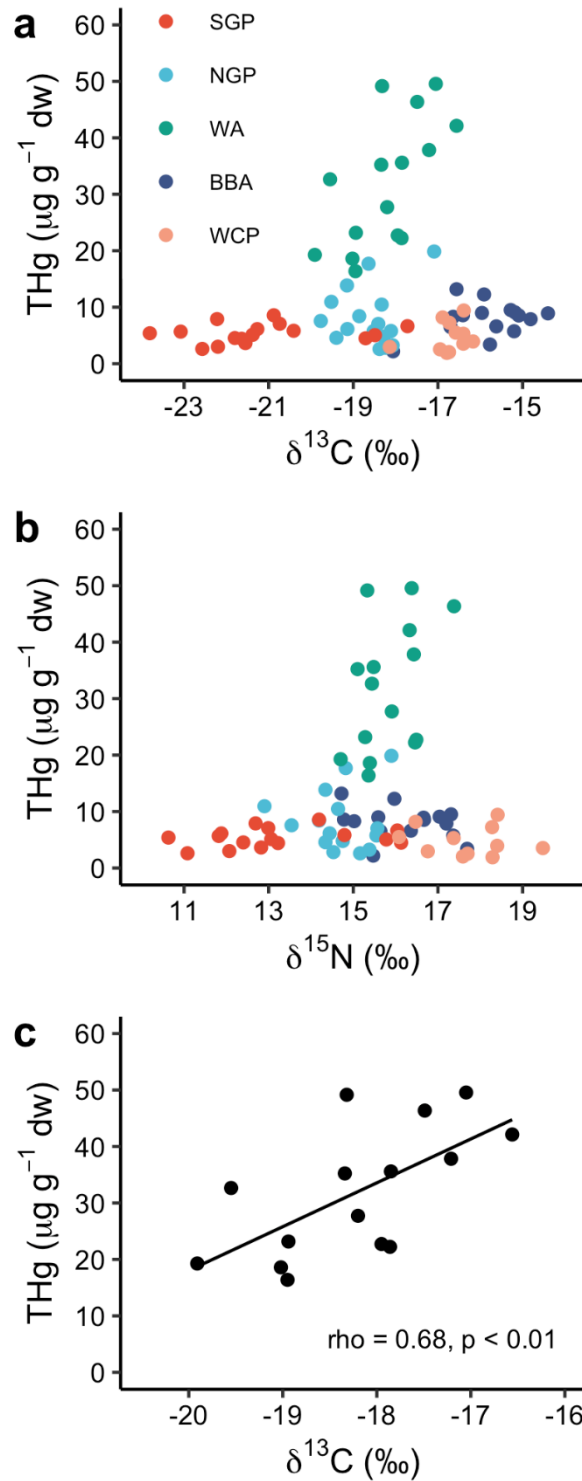 a
SGP
NGP
WA
BBA
WCP
60
50
40
30
20
10
0
THg (μg g⁻¹ dw)
-23 -21 -19 -17 -15
δ¹³C (‰)
b
60
50
40
30
20
10
0
THg (μg g⁻¹ dw)
11 13 15 17 19
δ¹⁵N (‰)
c
60
50
40
30
20
10
0
THg (μg g⁻¹ dw)
rho = 0.68, p < 0.01
-20 -19 -18 -17 -16
δ¹³C (‰)